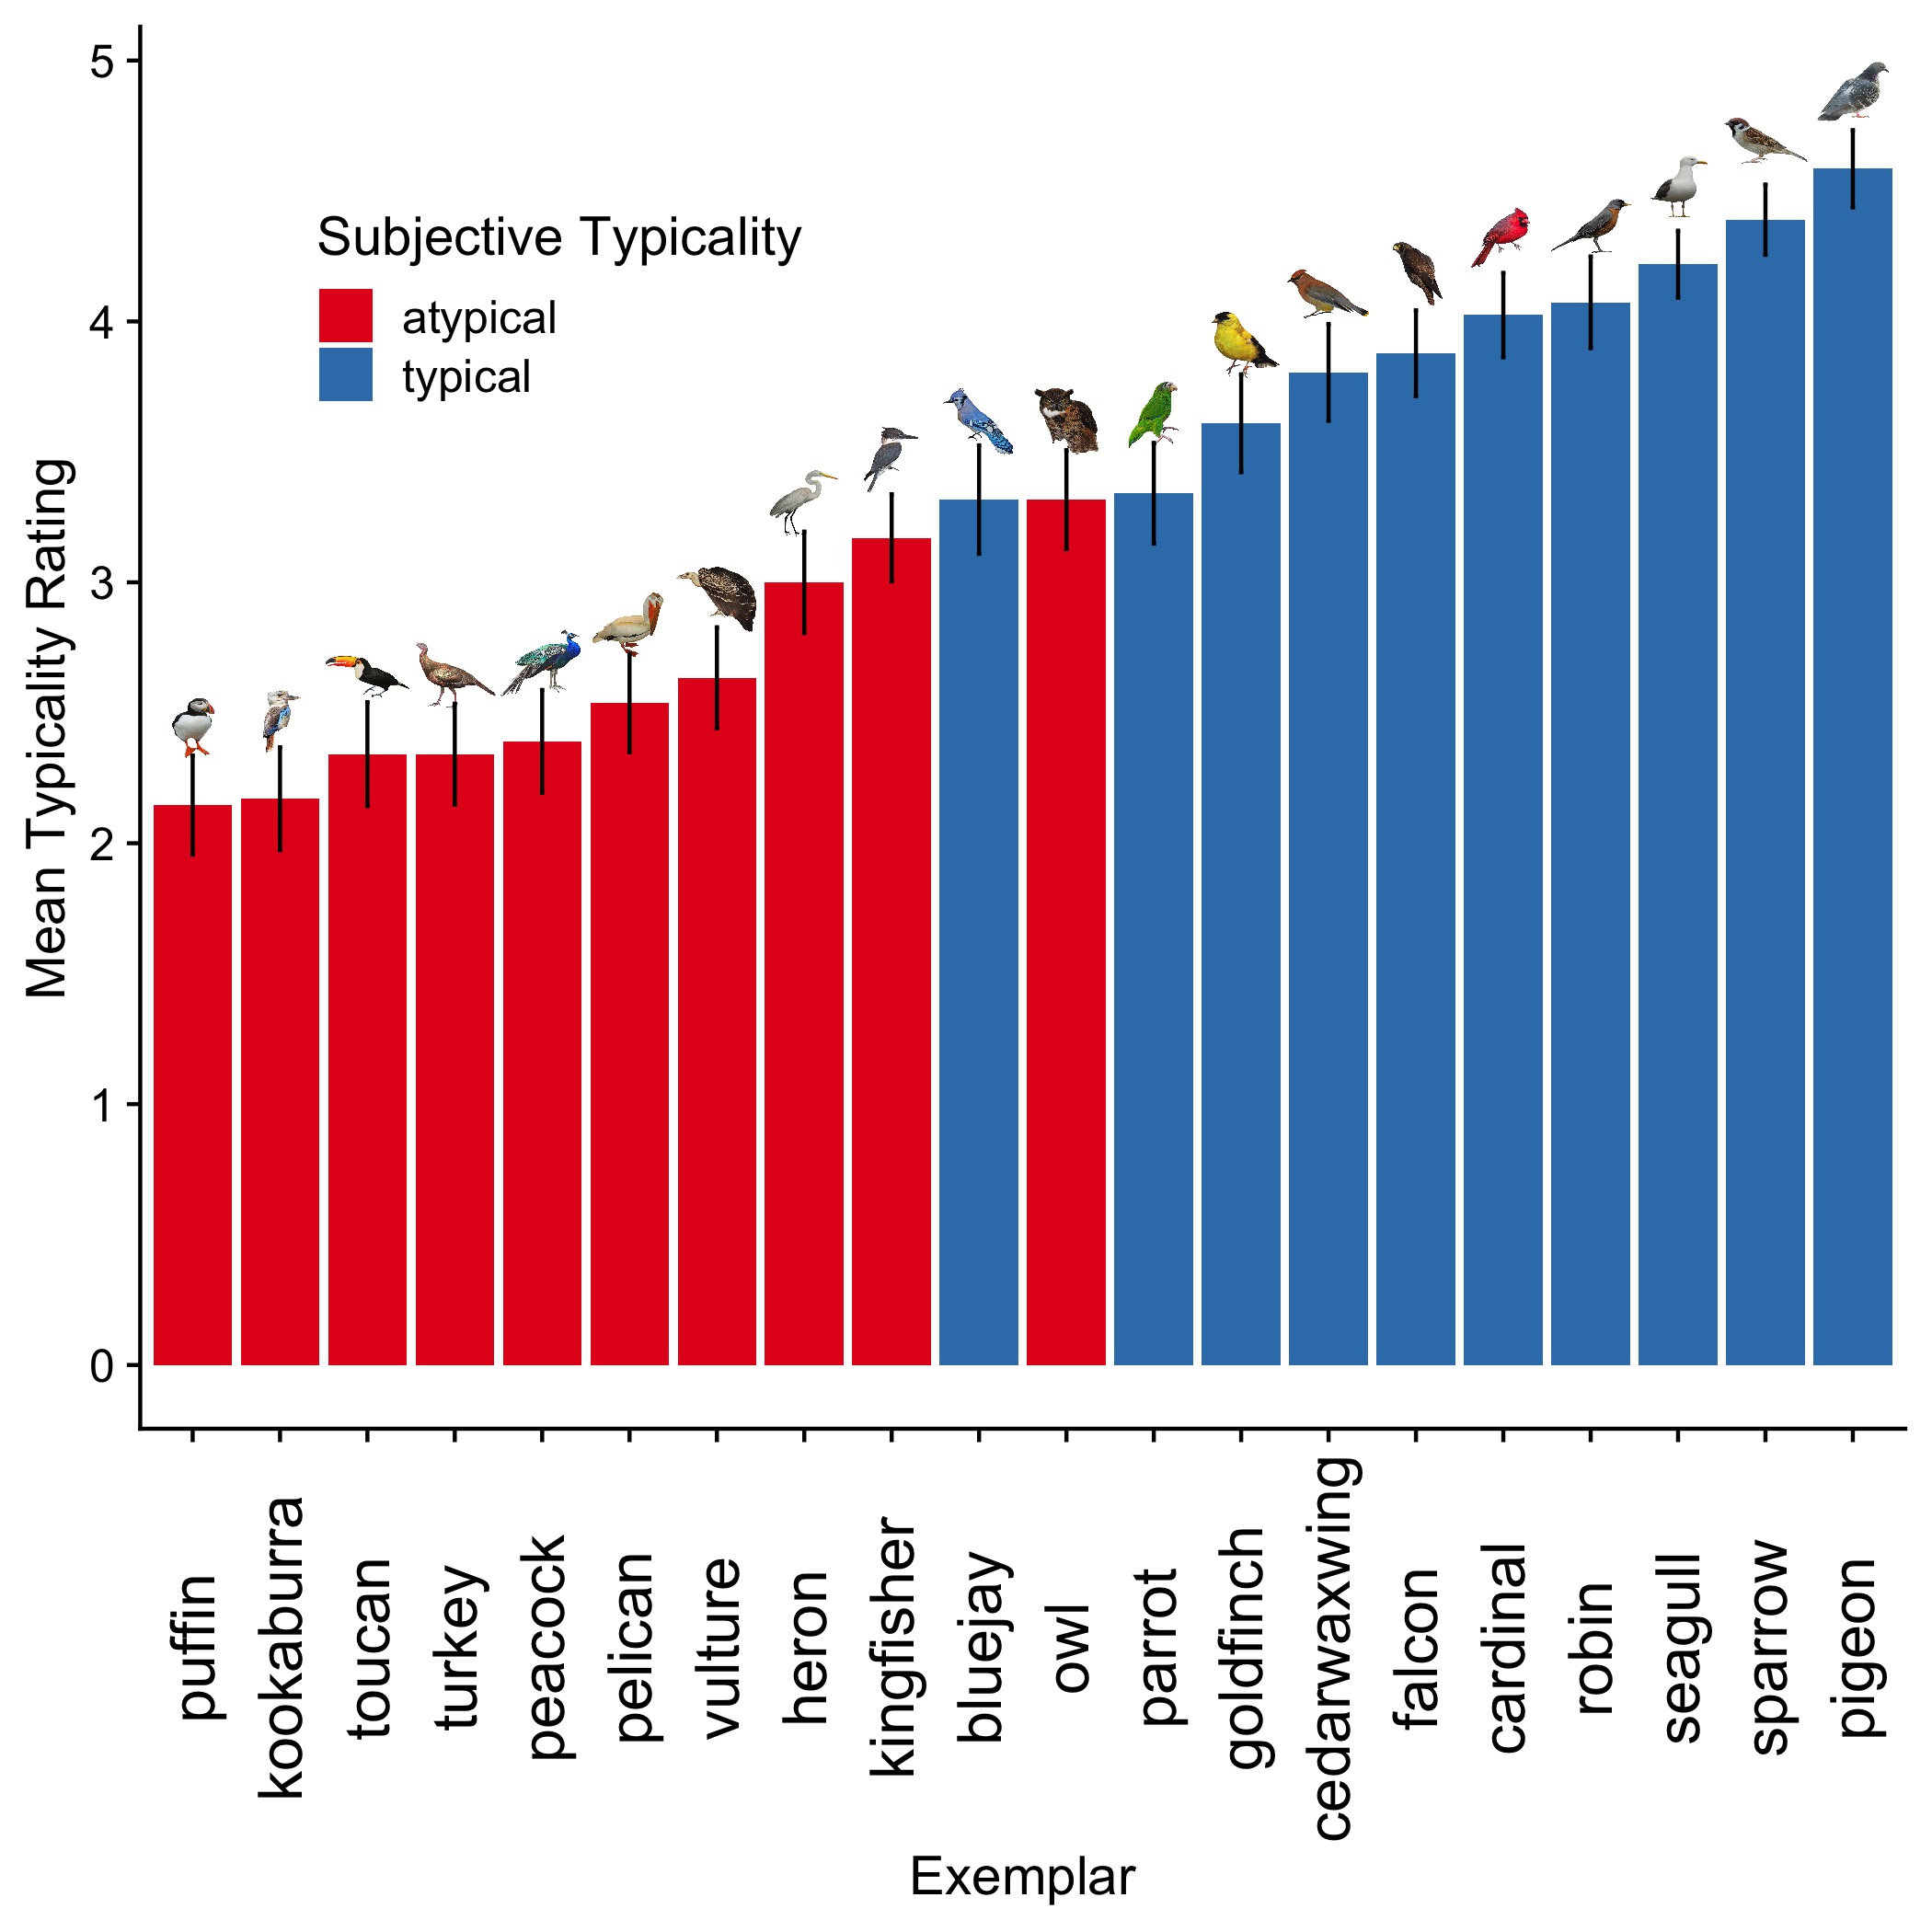 5
4
3
2
1
0
Mean Typicality Rating
Subjective Typicality
atypical
typical
puffin
kookaburra
toucan
turkey
peacock
pelican
vulture
heron
kingfisher
bluejay
owl
parrot
goldfinch
cedarwaxwing
falcon
cardinal
robin
seagull
sparrow
pigeon
Exemplar